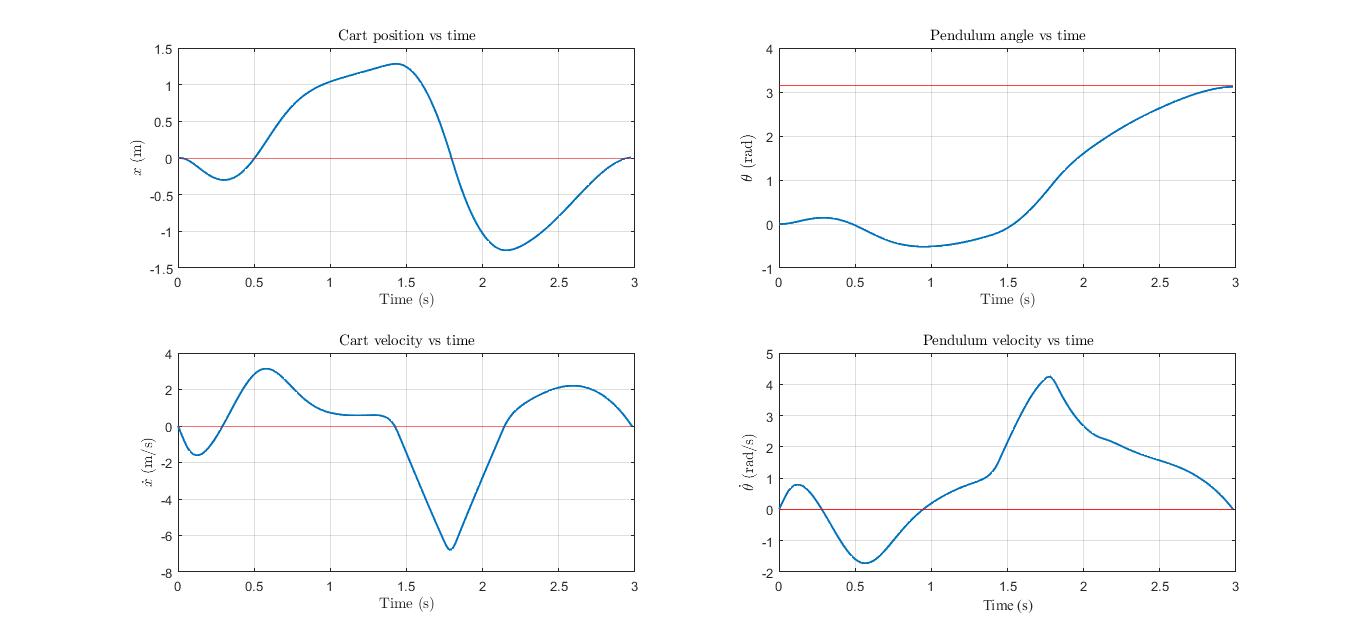 Cart position vs time
1.5
1
0.5
0
-0.5
-1
-1.5
x (m)
0 0.5 1 1.5 2 2.5 3
Time (s)
Pendulum angle vs time
4
3
2
1
0
-1
θ (rad)
0 0.5 1 1.5 2 2.5 3
Time (s)
Cart velocity vs time
4
2
0
-2
-4
-6
-8
ẋ (m/s)
0 0.5 1 1.5 2 2.5 3
Time (s)
Pendulum velocity vs time
5
4
3
2
1
0
-1
-2
θ̇ (rad/s)
0 0.5 1 1.5 2 2.5 3
Time (s)